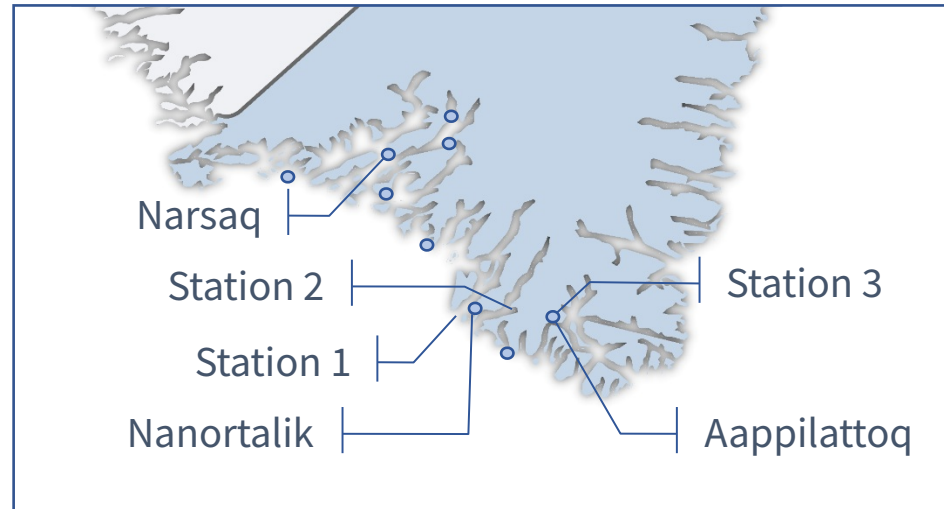 Narsaq
Station 2
Station 3
Station 1
Nanortalik
Aappilattoq